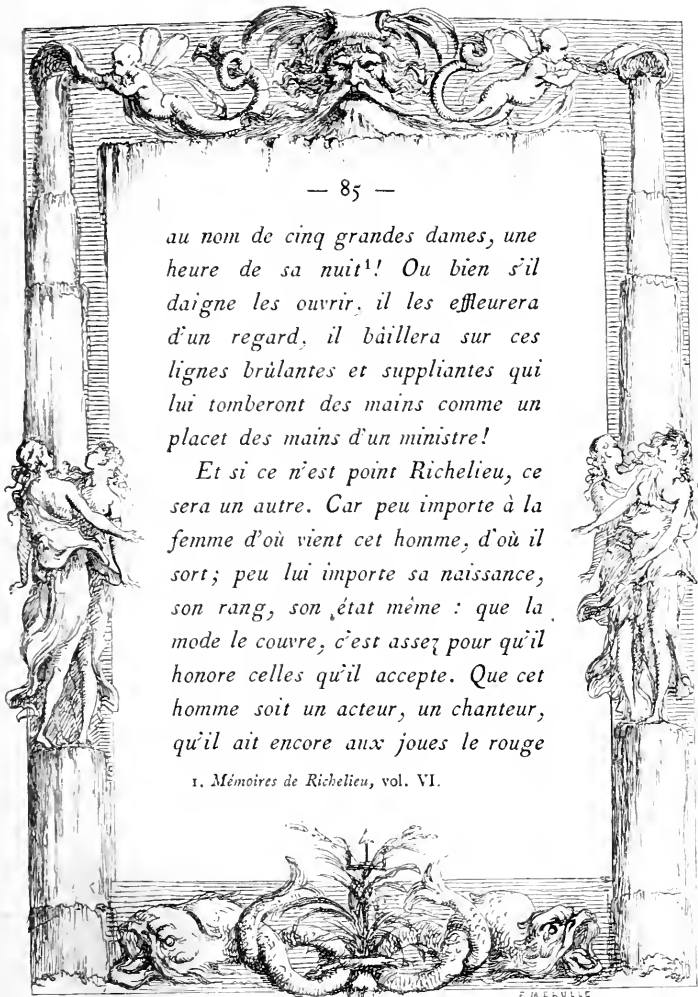 — 85 —
au nom de cinq grandes dames, une
heure de sa nuit¹! Ou bien s'il
daigne les ouvrir, il les effleurera
d'un regard, il bâillera sur ces
lignes brûlantes et suppliantes qui
lui tomberont des mains comme un
placet des mains d'un ministre!
Et si ce n'est point Richelieu, ce
sera un autre. Car peu importe à la
femme d'où vient cet homme, d'où il
sort; peu lui importe sa naissance,
son rang, son état même : que la
mode le couvre, c'est assez pour qu'il
honore celles qu'il accepte. Que cet
homme soit un acteur, un chanteur,
qu'il ait encore aux joues le rouge
1. Mémoires de Richelieu, vol. VI.